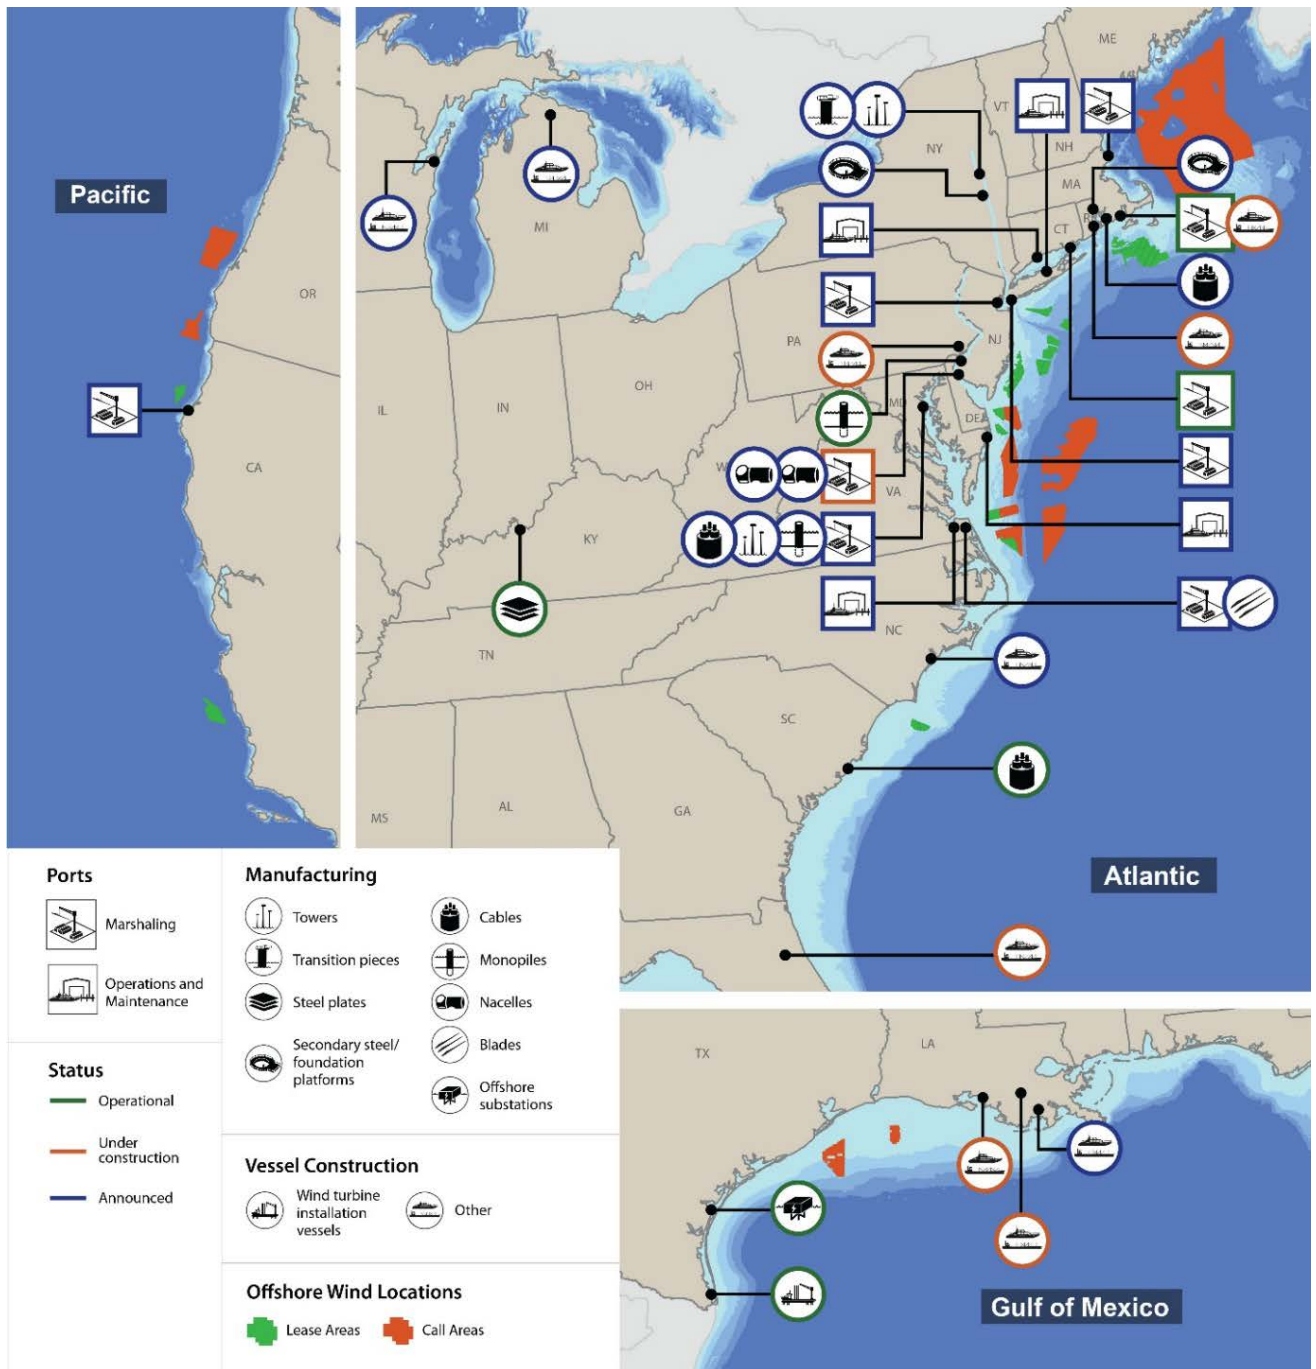 Pacific
OR
CA
ME
VT
NH
NY
MA
CT
R
MI
PA
NJ
OH
IL
IN
MD
DE
W
VA
KY
NC
TN
SC
MS
AL
GA
Atlantic
Ports
Marshaling
Operations and
Maintenance
Status
Operational
Under
construction
Announced
Manufacturing
Towers
Transition pieces
Steel plates
Secondary steel/
foundation
platforms
Cables
Monopiles
Nacelles
Blades
Offshore
substations
Vessel Construction
Wind turbine
installation
vessels
Other
Offshore Wind Locations
Lease Areas
Call Areas
TX
LA
Gulf of Mexico